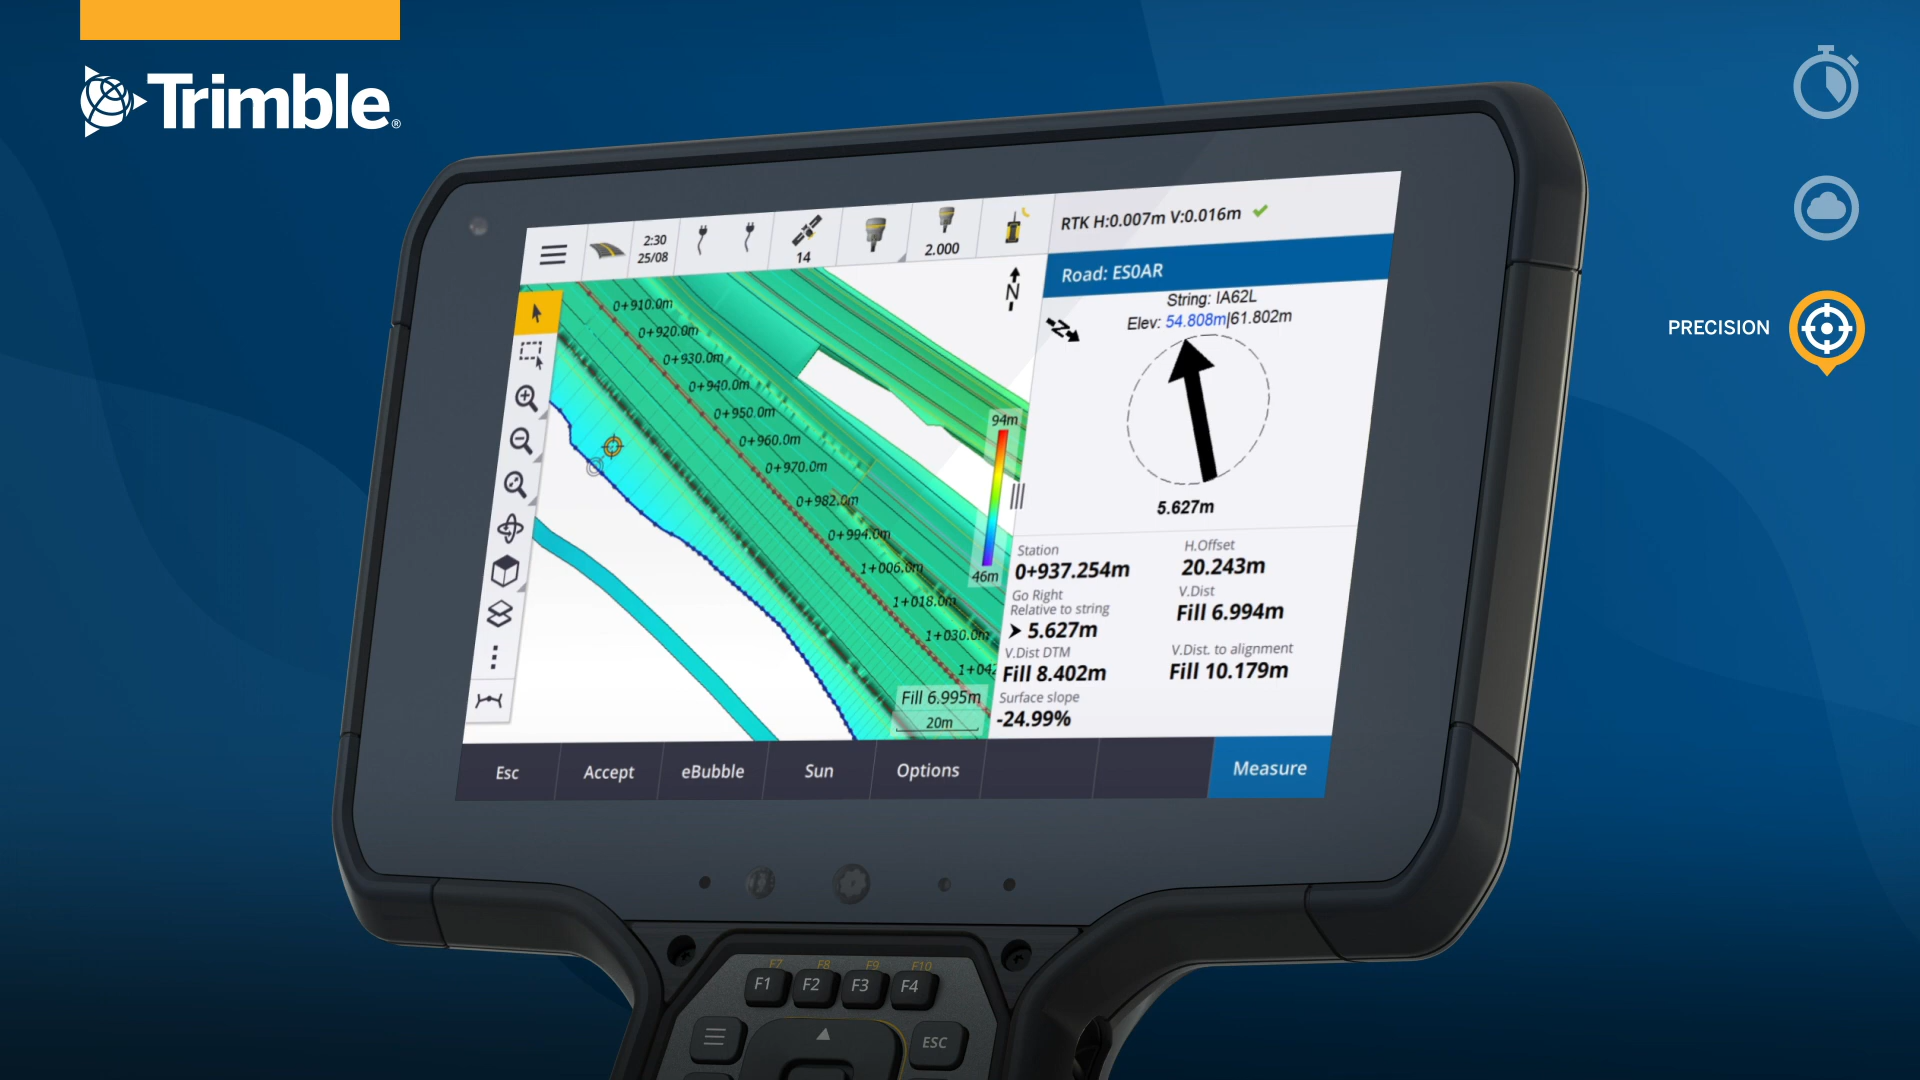 Trimble®
PRECISION
2:30
25/08
14
2.000
RTK H:0.007m V:0.016m
Road: ES0AR
String: IA62L
Elev: 54.808m|61.802m
N
N
5.627m
0+910.0m
0+920.0m
0+930.0m
0+940.0m
0+950.0m
0+960.0m
0+970.0m
0+982.0m
0+994.0m
1+006.0m
1+018.0m
1+030.0m
1+042
94m
46m
Fill 6.995m
20m
Station
0+937.254m
H.Offset
20.243m
Go Right
Relative to string
5.627m
V.Dist
Fill 6.994m
V.Dist DTM
Fill 8.402m
V.Dist. to alignment
Fill 10.179m
Surface slope
-24.99%
Esc
Accept
eBubble
Sun
Options
Measure
F7 F8 F9 F10
F1 F2 F3 F4
ESC